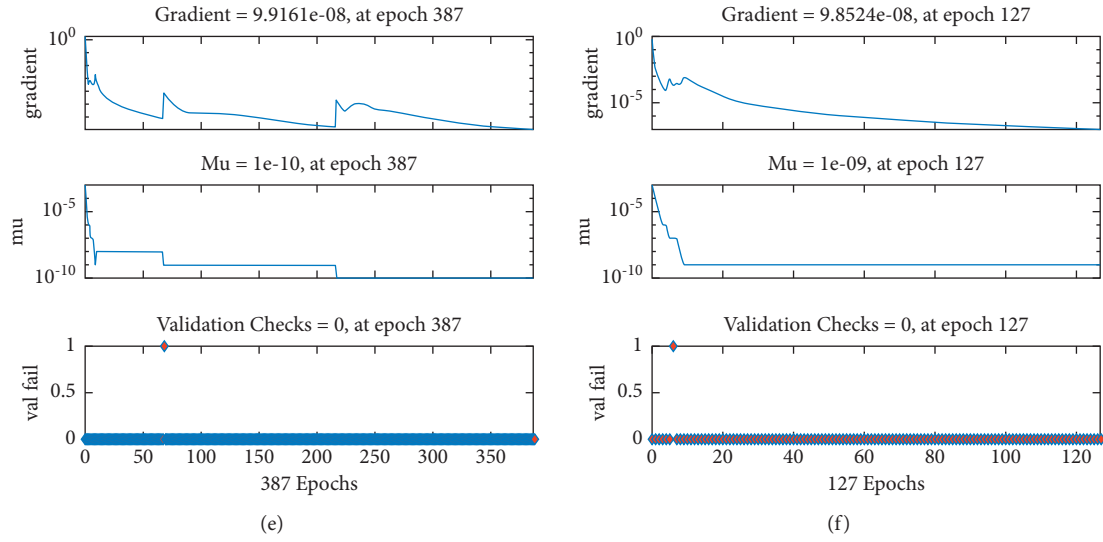 Gradient = 9.9161e-08, at epoch 387
10⁰
gradient
Mu = 1e-10, at epoch 387
10⁻⁵
10⁻¹⁰
mu
Validation Checks = 0, at epoch 387
1
0.5
0
val fail
0 50 100 150 200 250 300 350
387 Epochs
(e)
Gradient = 9.8524e-08, at epoch 127
10⁰
10⁻⁵
gradient
Mu = 1e-09, at epoch 127
10⁻⁵
10⁻¹⁰
mu
Validation Checks = 0, at epoch 127
1
0.5
0
val fail
0 20 40 60 80 100 120
127 Epochs
(f)